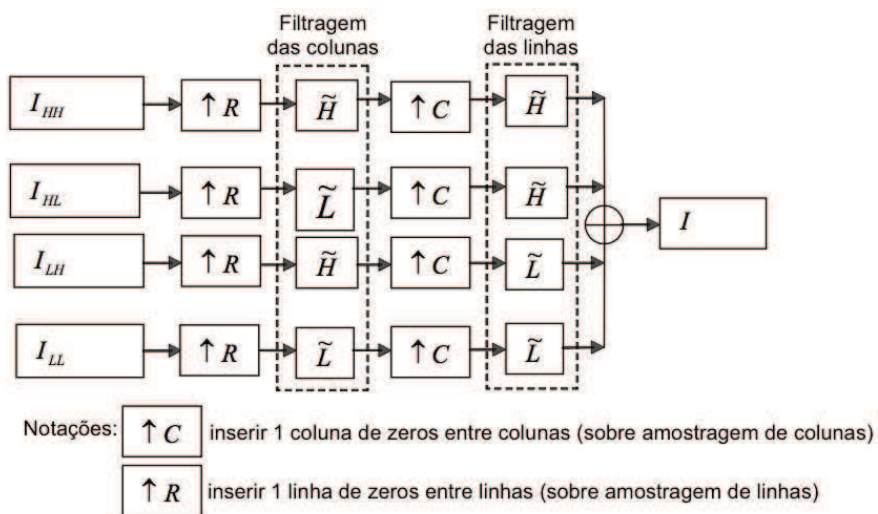 Filtragem das colunas
Filtragem das linhas
I_HH ↑ R H̃ ↑ C H̃
I_HL ↑ R L̃ ↑ C H̃
I
I_LH ↑ R H̃ ↑ C L̃
I_LL ↑ R L̃ ↑ C L̃
Notações: ↑ C inserir 1 coluna de zeros entre colunas (sobre amostragem de colunas)
↑ R inserir 1 linha de zeros entre linhas (sobre amostragem de linhas)